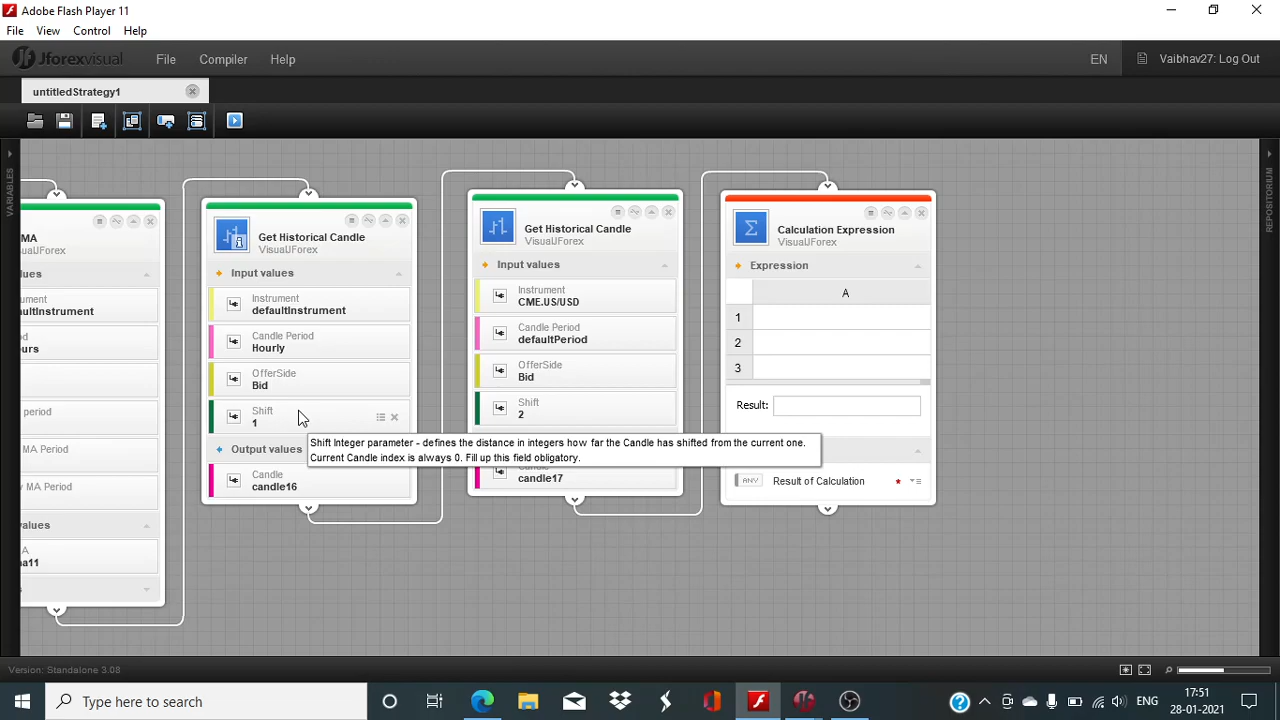 Adobe Flash Player 11
File View Control Help
Jforexvisual File Compiler Help EN Vaibhav27: Log Out
untitledStrategy1
VARIABLES
REPOSITORIUM
MA
alues
ument
aultInstrument
ours
period
MA Period
y MA Period
values
A
na11
s
Get Historical Candle
VisualJForex
Input values
Instrument
defaultInstrument
Candle Period
Hourly
OfferSide
Bid
Shift
1
Output values
Candle
candle16
Get Historical Candle
VisualJForex
Input values
Instrument
CME.US/USD
Candle Period
defaultPeriod
OfferSide
Bid
Shift
2
candle17
Shift Integer parameter - defines the distance in integers how far the Candle has shifted from the current one.
Current Candle index is always 0. Fill up this field obligatory.
Calculation Expression
VisualJForex
Expression
A
1
2
3
Result:
ANY Result of Calculation *
Version: Standalone 3.08
Type here to search
ENG
17:51
28-01-2021